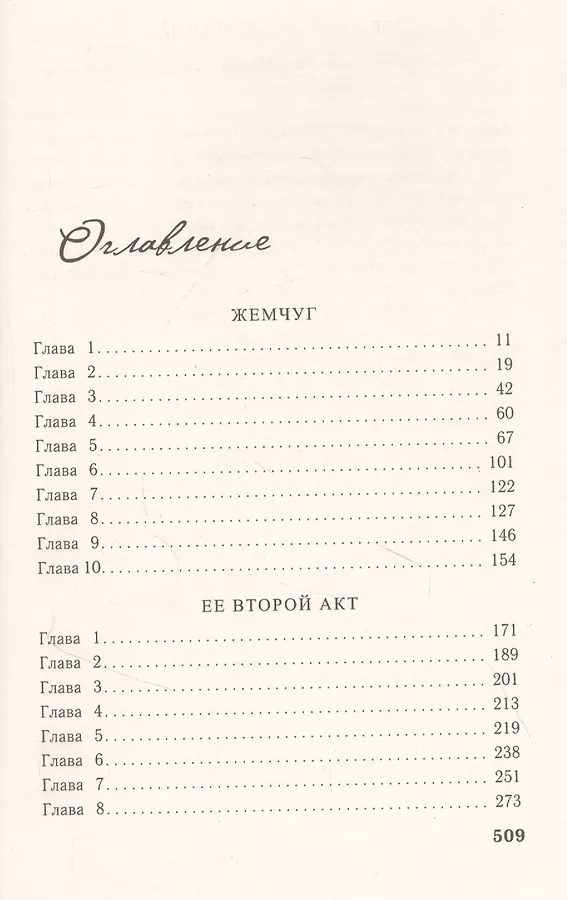 Оглавление
ЖЕМЧУГ
Глава 1. 11
Глава 2. 19
Глава 3. 42
Глава 4. 60
Глава 5. 67
Глава 6. 101
Глава 7. 122
Глава 8. 127
Глава 9. 146
Глава 10. 154
ЕЕ ВТОРОЙ АКТ
Глава 1. 171
Глава 2. 189
Глава 3. 201
Глава 4. 213
Глава 5. 219
Глава 6. 238
Глава 7. 251
Глава 8. 273
509